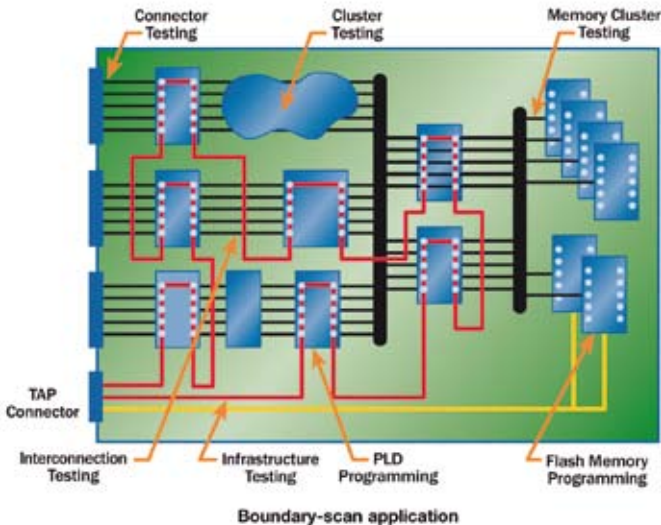 Connector
Testing
Cluster
Testing
Memory Cluster
Testing
TAP
Connector
Interconnection
Testing
Infrastructure
Testing
PLD
Programming
Flash Memory
Programming
Boundary-scan application